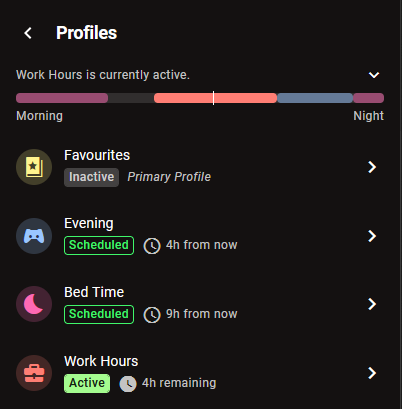 Profiles
Work Hours is currently active.
Morning Night
Favourites
Inactive Primary Profile
Evening
Scheduled 4h from now
Bed Time
Scheduled 9h from now
Work Hours
Active 4h remaining